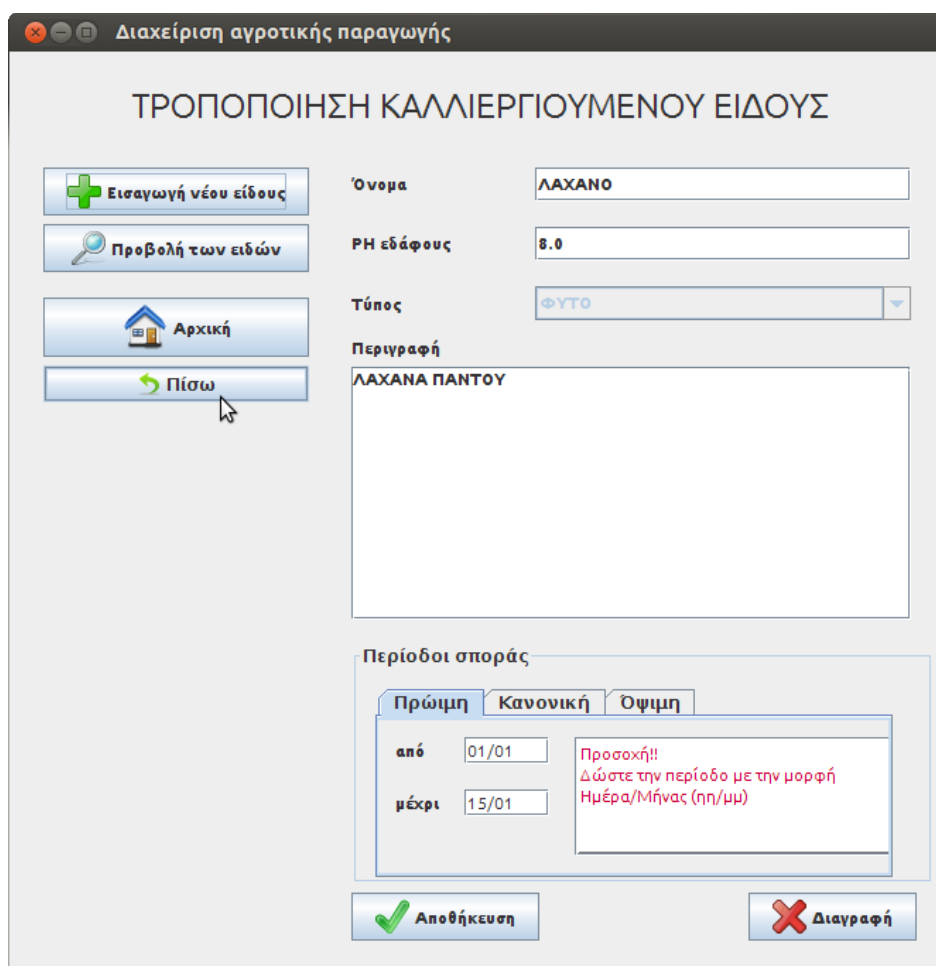 Διαχείριση αγροτικής παραγωγής
ΤΡΟΠΟΠΟΙΗΣΗ ΚΑΛΛΙΕΡΓΙΟΥΜΕΝΟΥ ΕΙΔΟΥΣ
Εισαγωγή νέου είδους
Προβολή των ειδών
Αρχική
Πίσω
Όνομα
ΛΑΧΑΝΟ
PH εδάφους
8.0
Τύπος
ΦΥΤΟ
Περιγραφή
ΛΑΧΑΝΑ ΠΑΝΤΟΥ
Περίοδοι σποράς
Πρώιμη Κανονική Όψιμη
από 01/01
μέχρι 15/01
Προσοχή!!
Δώστε την περίοδο με την μορφή
Ημέρα/Μήνας (ηη/μμ)
Αποθήκευση
Διαγραφή